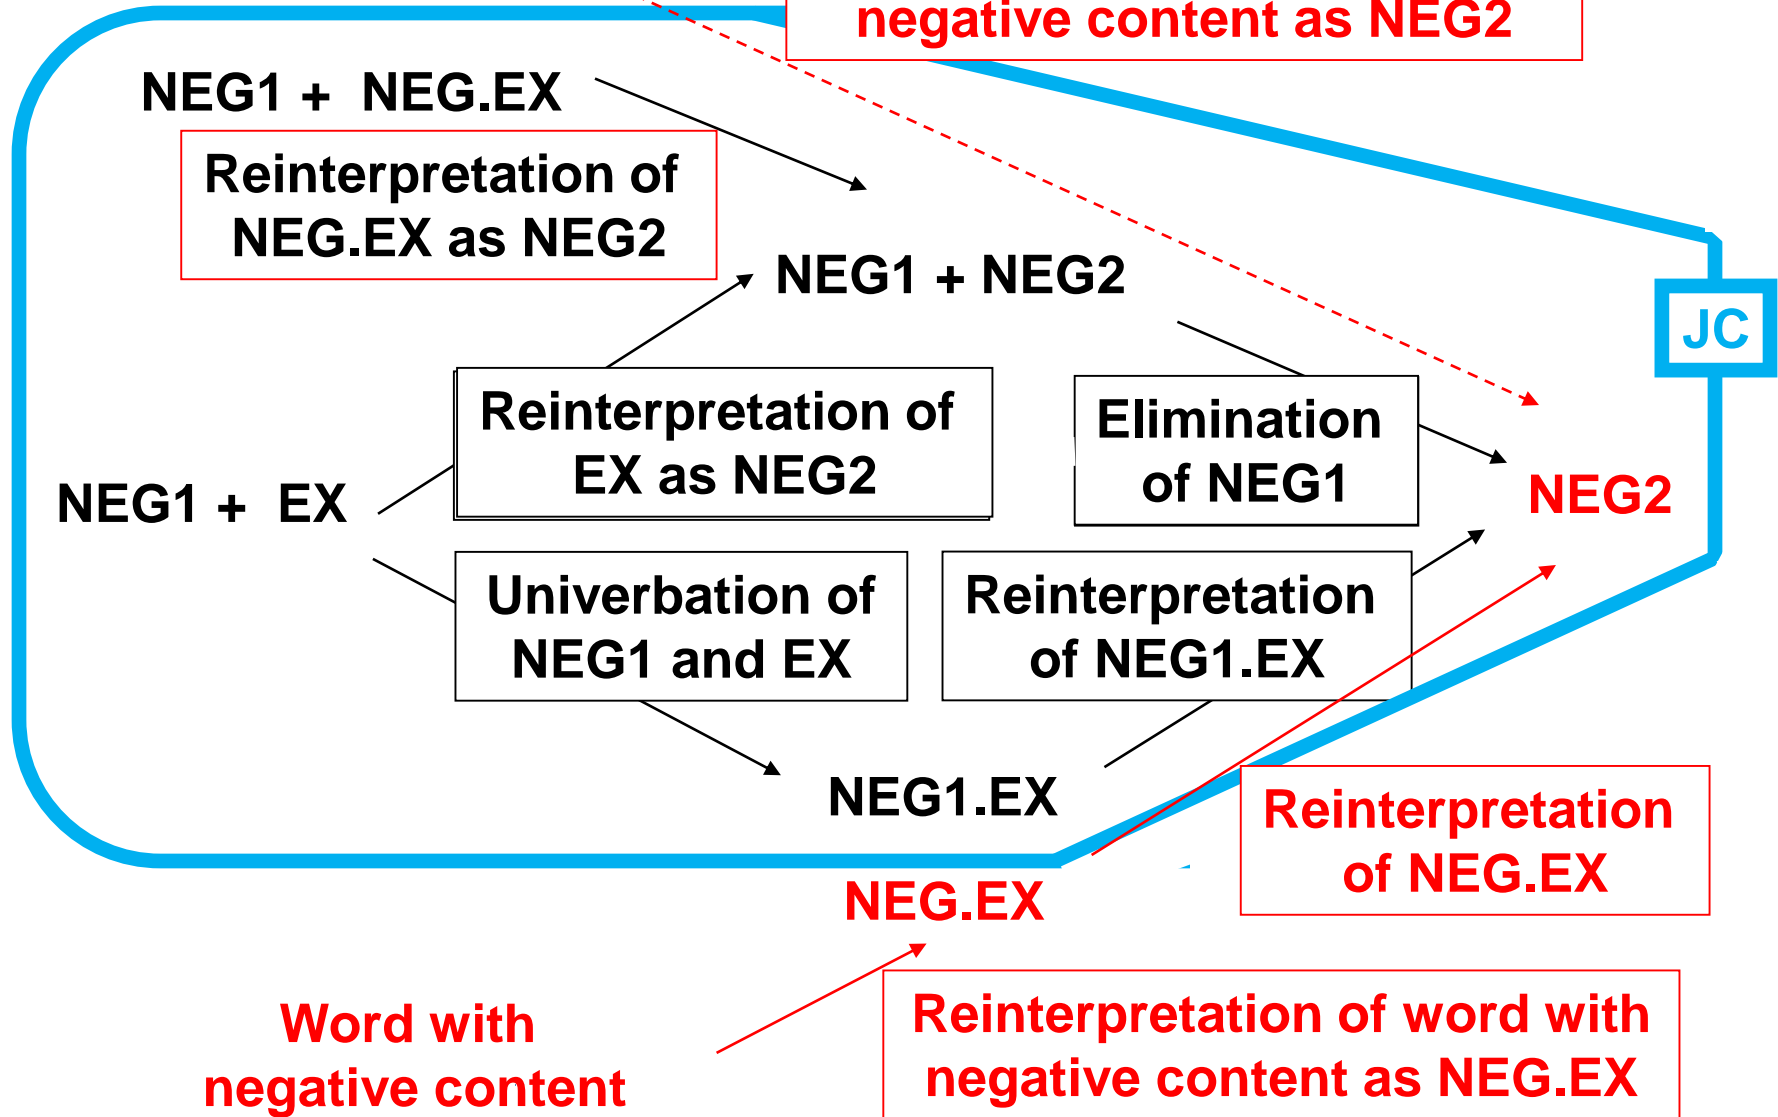 negative content as NEG2
NEG1 + NEG.EX
Reinterpretation of
NEG.EX as NEG2
NEG1 + NEG2
JC
Reinterpretation of
EX as NEG2
Elimination
of NEG1
NEG1 + EX
NEG2
Univerbation of
NEG1 and EX
Reinterpretation
of NEG1.EX
NEG1.EX
Reinterpretation
of NEG.EX
NEG.EX
Word with
negative content
Reinterpretation of word with
negative content as NEG.EX